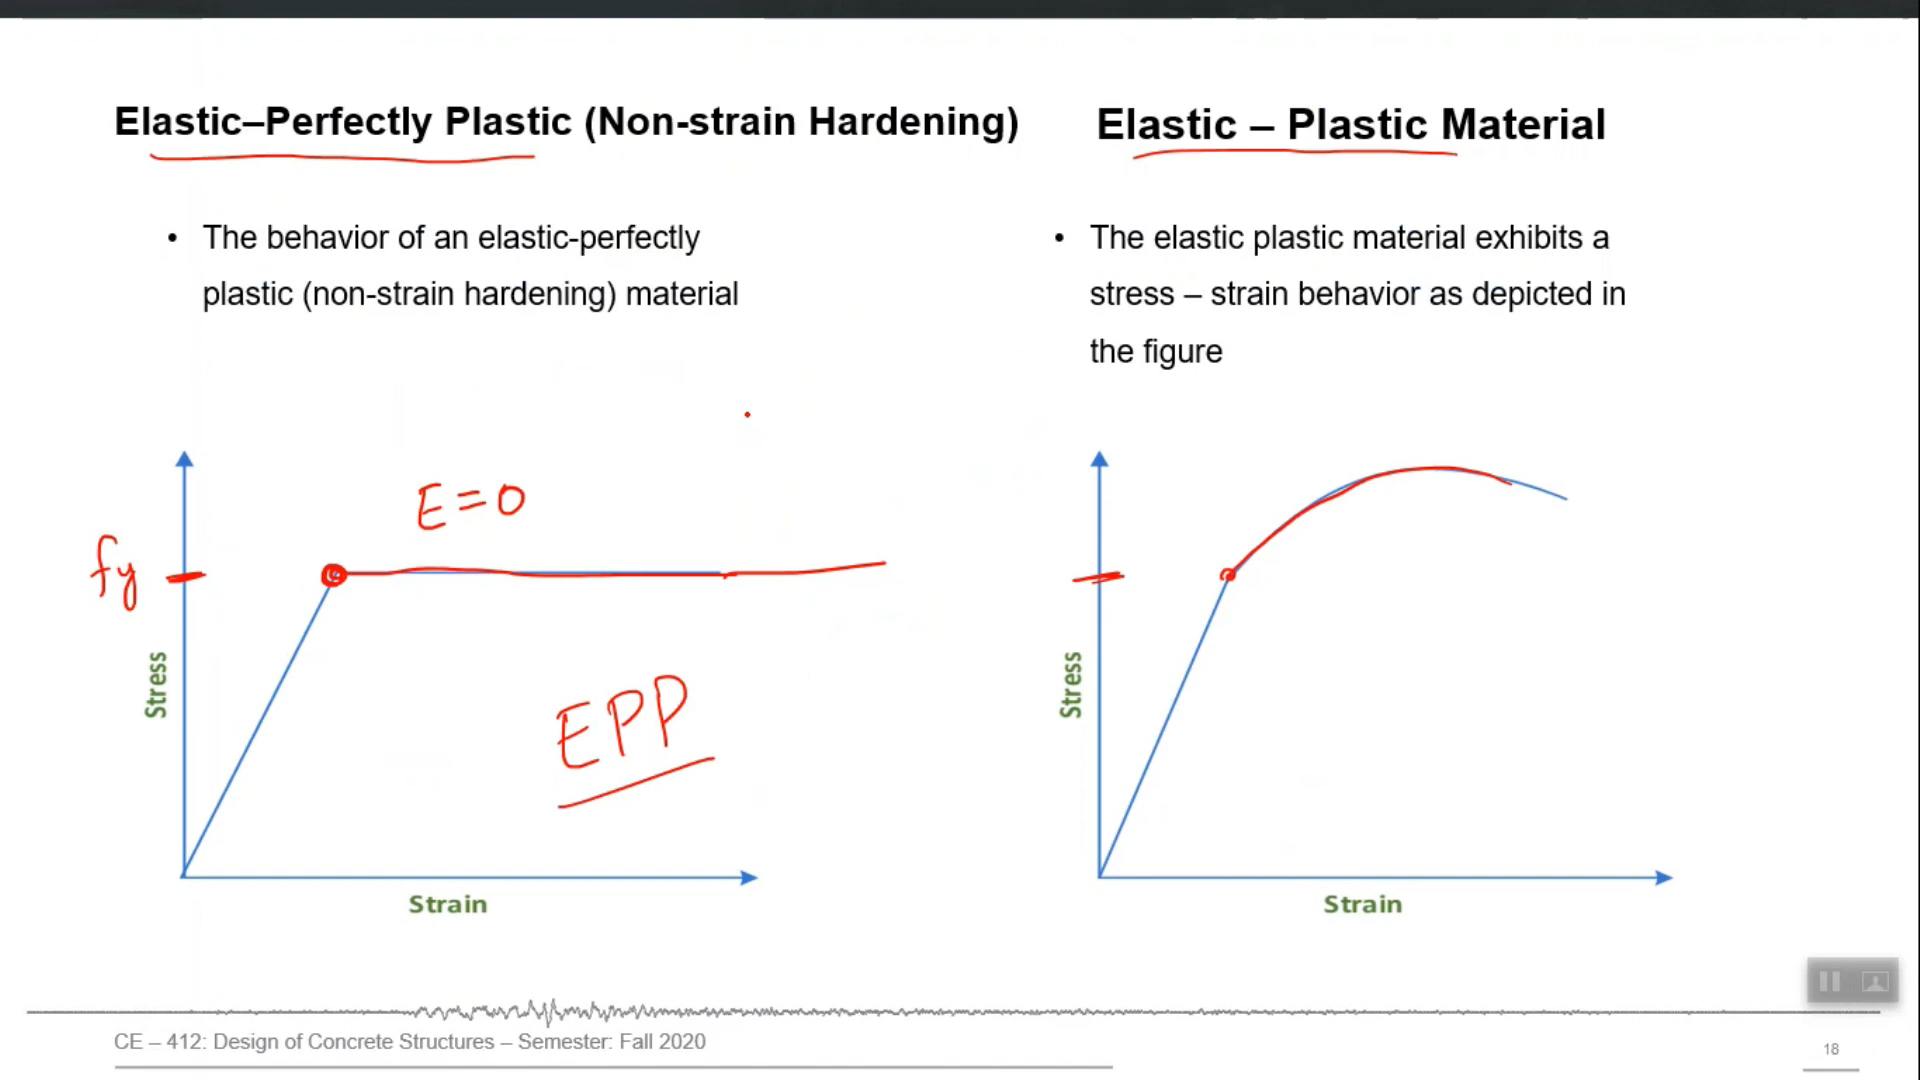 Elastic–Perfectly Plastic (Non-strain Hardening)
• The behavior of an elastic-perfectly
plastic (non-strain hardening) material
E=0
fy
Stress
EPP
Strain
Elastic – Plastic Material
• The elastic plastic material exhibits a
stress – strain behavior as depicted in
the figure
Stress
Strain
CE – 412: Design of Concrete Structures – Semester: Fall 2020
18